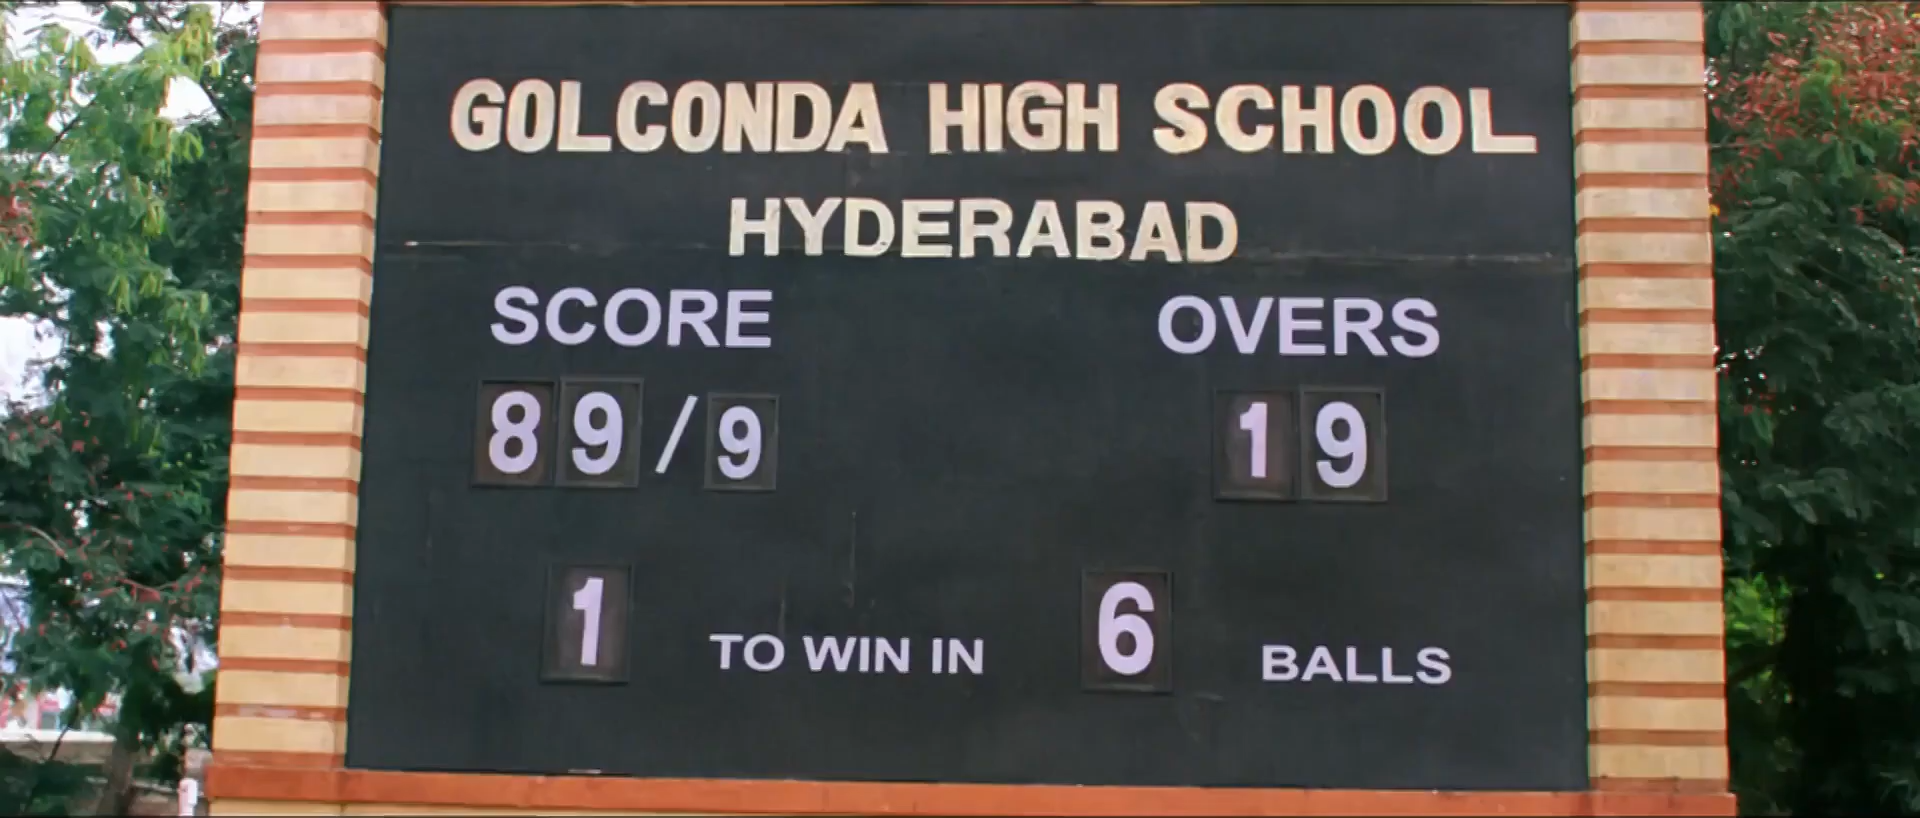 GOLCONDA HIGH SCHOOL
HYDERABAD
SCORE OVERS
89/9 19
1 TO WIN IN 6 BALLS